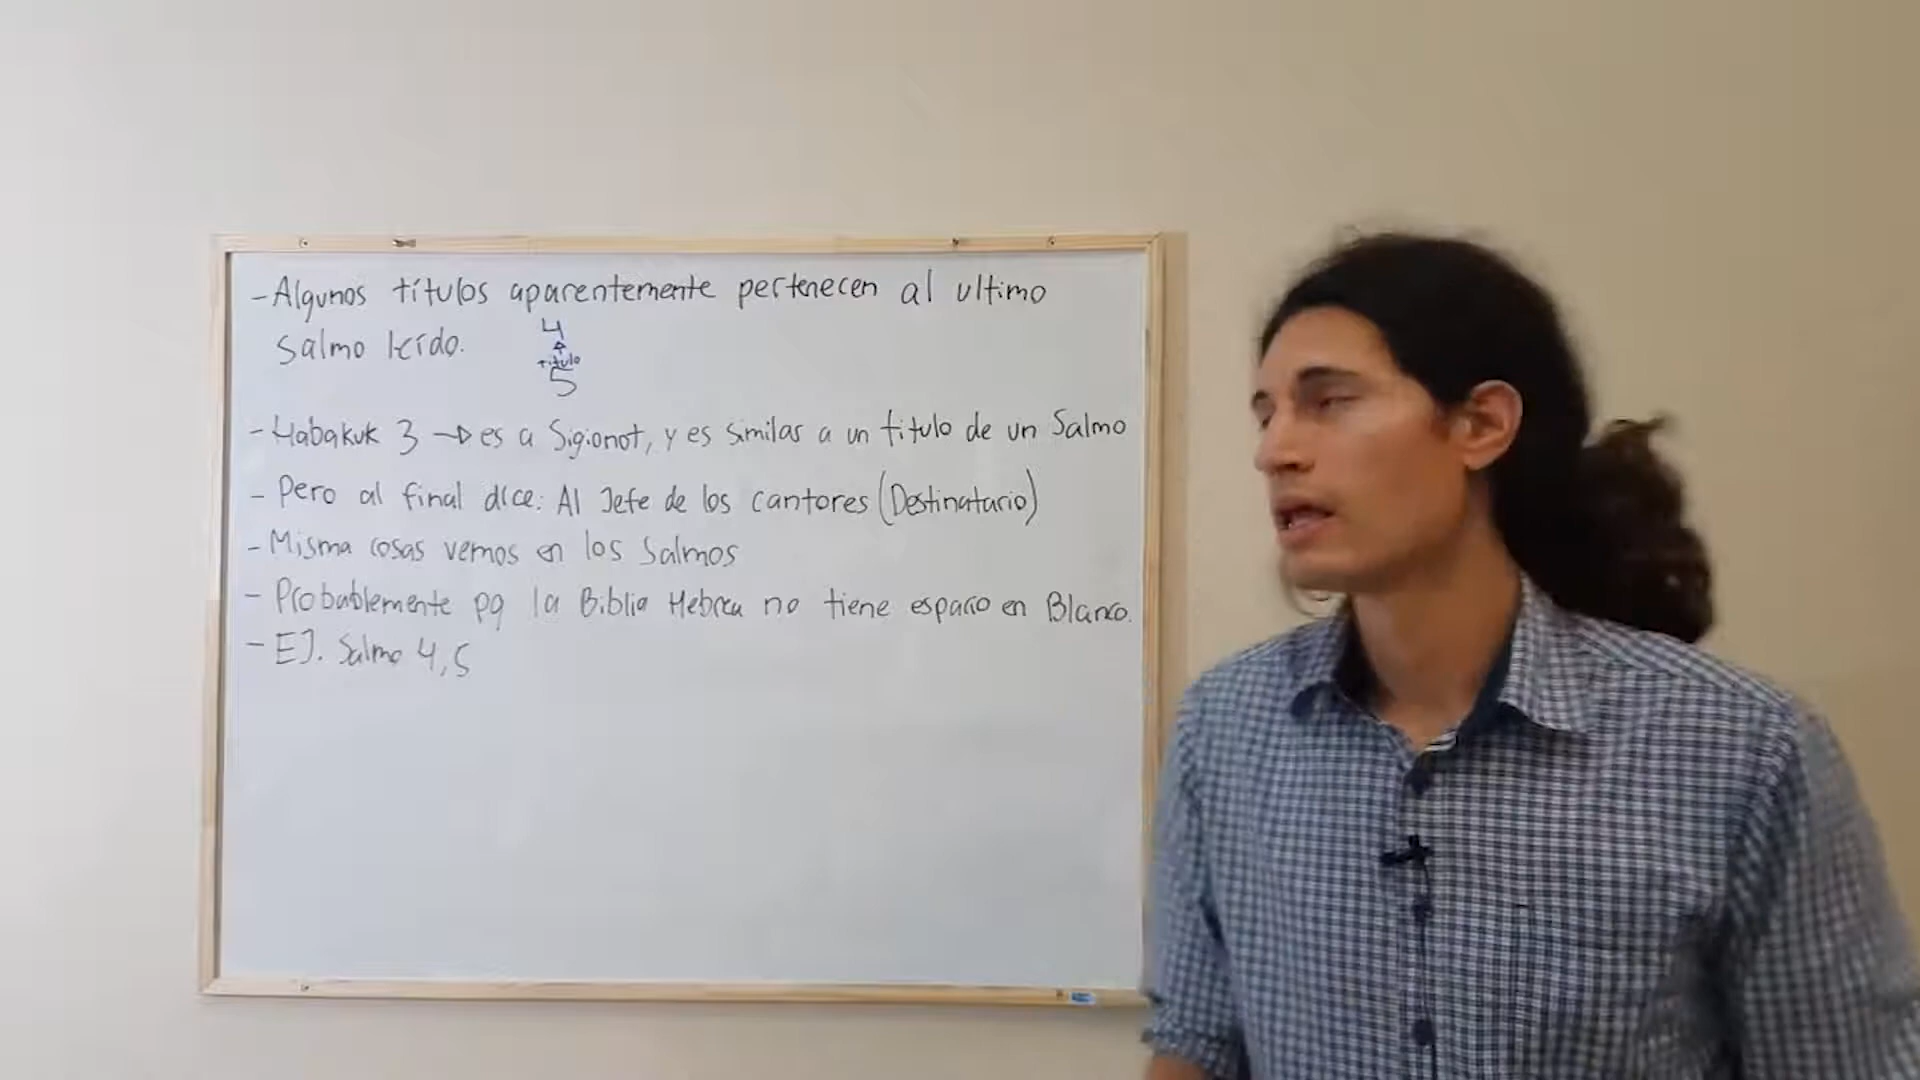 - Algunos títulos aparentemente pertenecen al ultimo
salmo leído.
4
título
5
- Habakuk 3 → es a Sigionot, y es similas a un titulo de un Salmo
- Pero al final dice: Al Jefe de los cantores (Destinatario)
- Misma cosas vemos en los Salmos
- Probablemente pq la Biblia Hebrea no tiene espacio en Blanco.
- EJ. Salmo 4,5